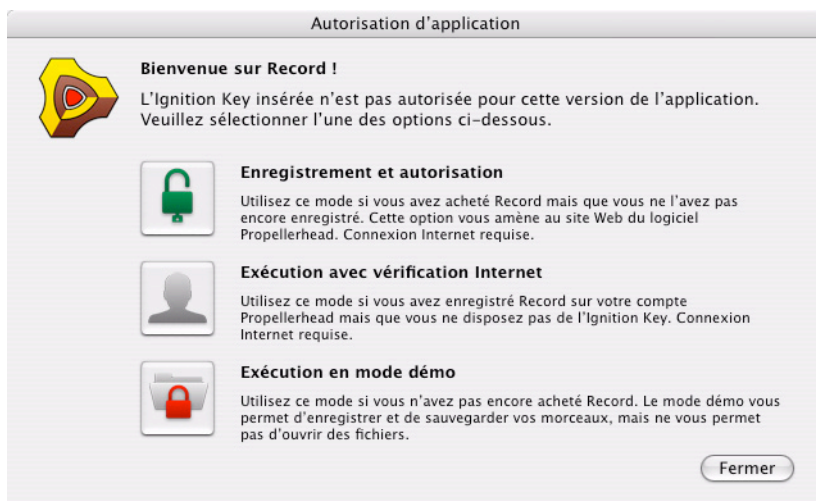 Autorisation d’application
Bienvenue sur Record !
L’Ignition Key insérée n’est pas autorisée pour cette version de l’application.
Veuillez sélectionner l’une des options ci-dessous.
Enregistrement et autorisation
Utilisez ce mode si vous avez acheté Record mais que vous ne l’avez pas
encore enregistré. Cette option vous amène au site Web du logiciel
Propellerhead. Connexion Internet requise.
Exécution avec vérification Internet
Utilisez ce mode si vous avez enregistré Record sur votre compte
Propellerhead mais que vous ne disposez pas de l’Ignition Key. Connexion
Internet requise.
Exécution en mode démo
Utilisez ce mode si vous n’avez pas encore acheté Record. Le mode démo vous
permet d’enregistrer et de sauvegarder vos morceaux, mais ne vous permet
pas d’ouvrir des fichiers.
Fermer